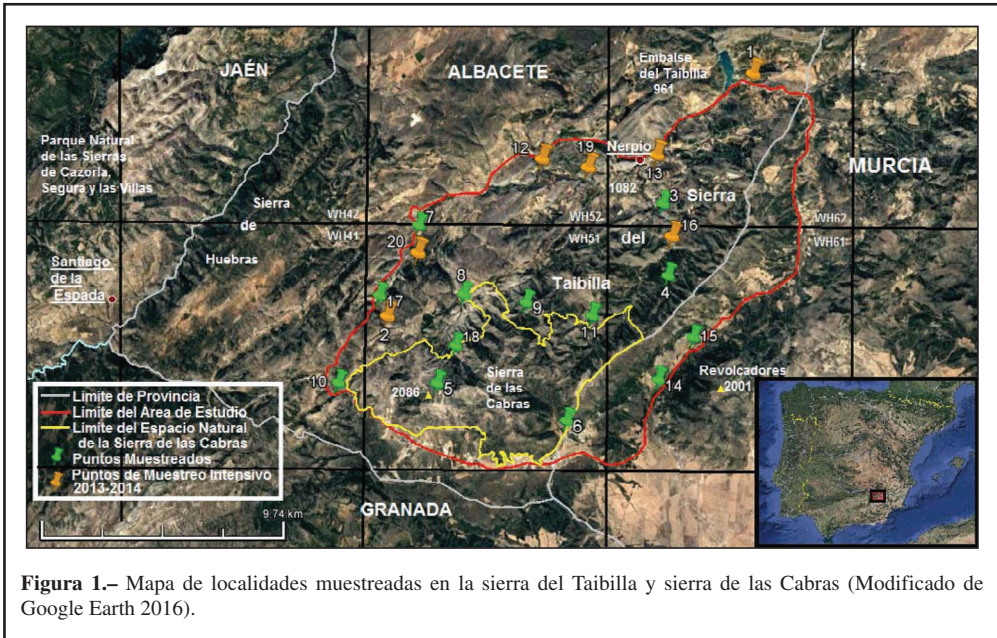 JAÉN
ALBACETE
Embalse
del Taibilla
961
1
Parque Natural
de las Sierras
de Cazorla,
Segura y las Villas
12
19
Nerpio
13
1082
MURCIA
Sierra
de
Huebras
WH42
WH41
7
WH52
WH51
3
Sierra
16
del
WH62
WH61
20
Santiago
de la
Espada
8
Taibilla
4
17
2
9
11
18
15
10
2086
5
Sierra
de las
Cabras
14
Revolcadores
2001
6
Límite de Provincia
Límite del Area de Estudio
Límite del Espacio Natural
de la Sierra de las Cabras
Puntos Muestreados
Puntos de Muestreo Intensivo
2013-2014
9.74 km
GRANADA
Figura 1.– Mapa de localidades muestreadas en la sierra del Taibilla y sierra de las Cabras (Modificado de
Google Earth 2016).